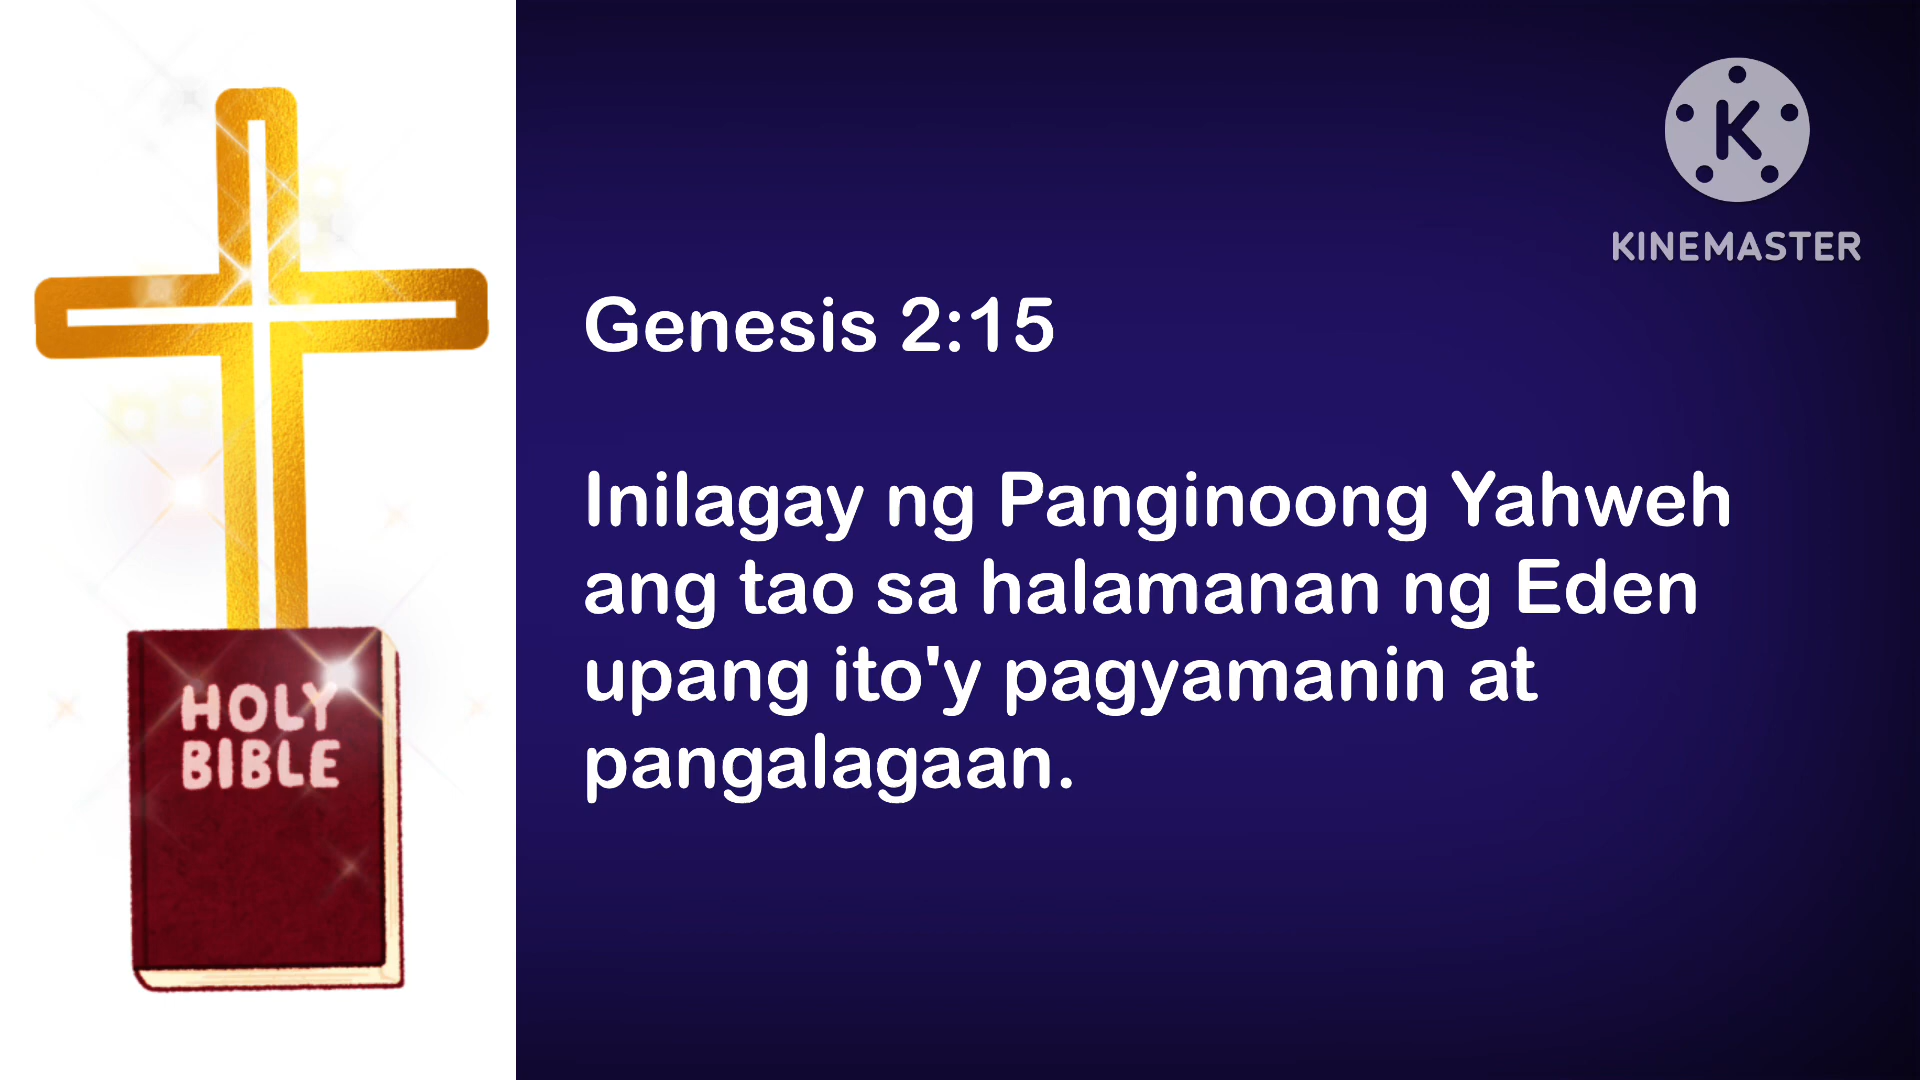 HOLY
BIBLE
KINEMASTER
Genesis 2:15
Inilagay ng Panginoong Yahweh
ang tao sa halamanan ng Eden
upang ito'y pagyamanin at
pangalagaan.